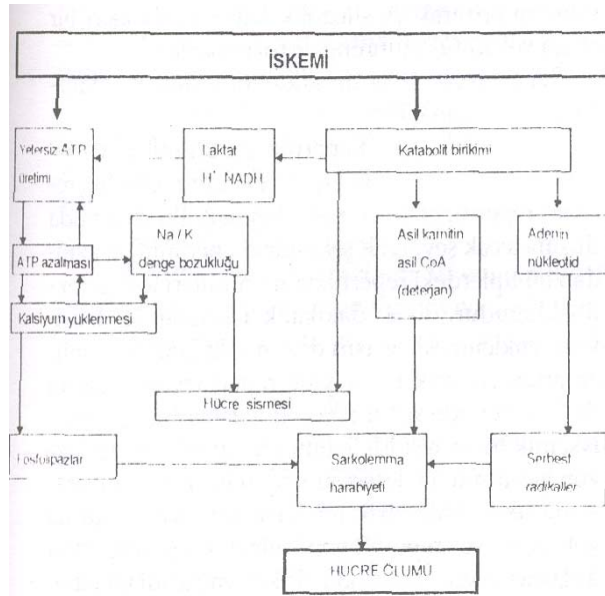 İSKEMİ
Yetersiz ATP
üretimi
Laktat
H⁺ NADH
Katabolit birikimi
Na / K
denge bozukluğu
ATP azalması
Asil karnitin
asil CoA
(deterjan)
Adenin
nükleotid
Kalsiyum yüklenmesi
Hücre sismesi
Fosfolipazlar
Sarkolemma
harabiyeti
Serbest
radikaller
HÜCRE ÖLÜMÜ